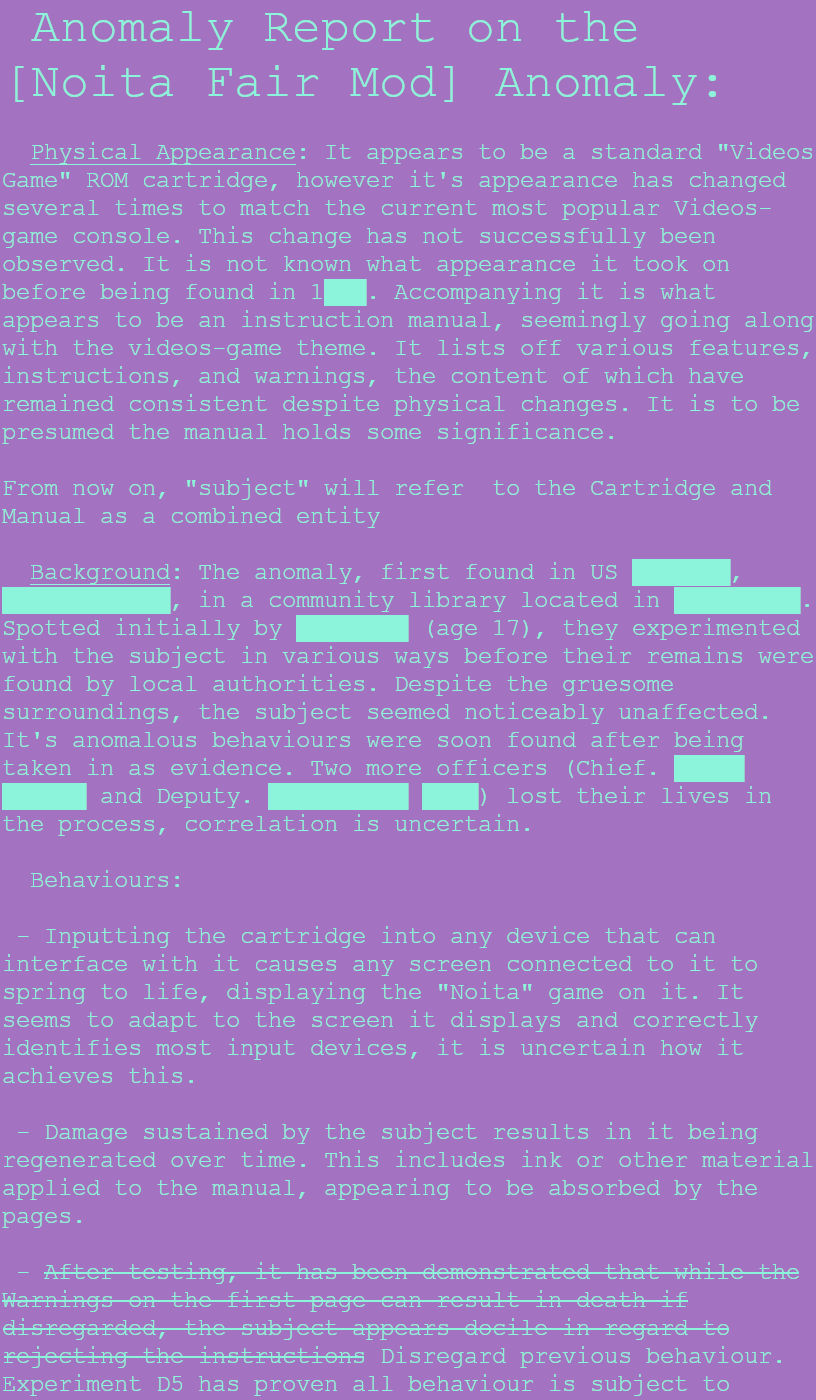 Anomaly Report on the
[Noita Fair Mod] Anomaly:
Physical Appearance: It appears to be a standard "Videos
Game" ROM cartridge, however it's appearance has changed
several times to match the current most popular Videos-
game console. This change has not successfully been
observed. It is not known what appearance it took on
before being found in 1███. Accompanying it is what
appears to be an instruction manual, seemingly going along
with the videos-game theme. It lists off various features,
instructions, and warnings, the content of which have
remained consistent despite physical changes. It is to be
presumed the manual holds some significance.
From now on, "subject" will refer  to the Cartridge and
Manual as a combined entity
Background: The anomaly, first found in US ███████,
████████████, in a community library located in █████████.
Spotted initially by ████████ (age 17), they experimented
with the subject in various ways before their remains were
found by local authorities. Despite the gruesome
surroundings, the subject seemed noticeably unaffected.
It's anomalous behaviours were soon found after being
taken in as evidence. Two more officers (Chief. █████
██████ and Deputy. ██████████ ████) lost their lives in
the process, correlation is uncertain.
Behaviours:
- Inputting the cartridge into any device that can
interface with it causes any screen connected to it to
spring to life, displaying the "Noita" game on it. It
seems to adapt to the screen it displays and correctly
identifies most input devices, it is uncertain how it
achieves this.
- Damage sustained by the subject results in it being
regenerated over time. This includes ink or other material
applied to the manual, appearing to be absorbed by the
pages.
- After testing, it has been demonstrated that while the
Warnings on the first page can result in death if
disregarded, the subject appears docile in regard to
rejecting the instructions Disregard previous behaviour.
Experiment D5 has proven all behaviour is subject to